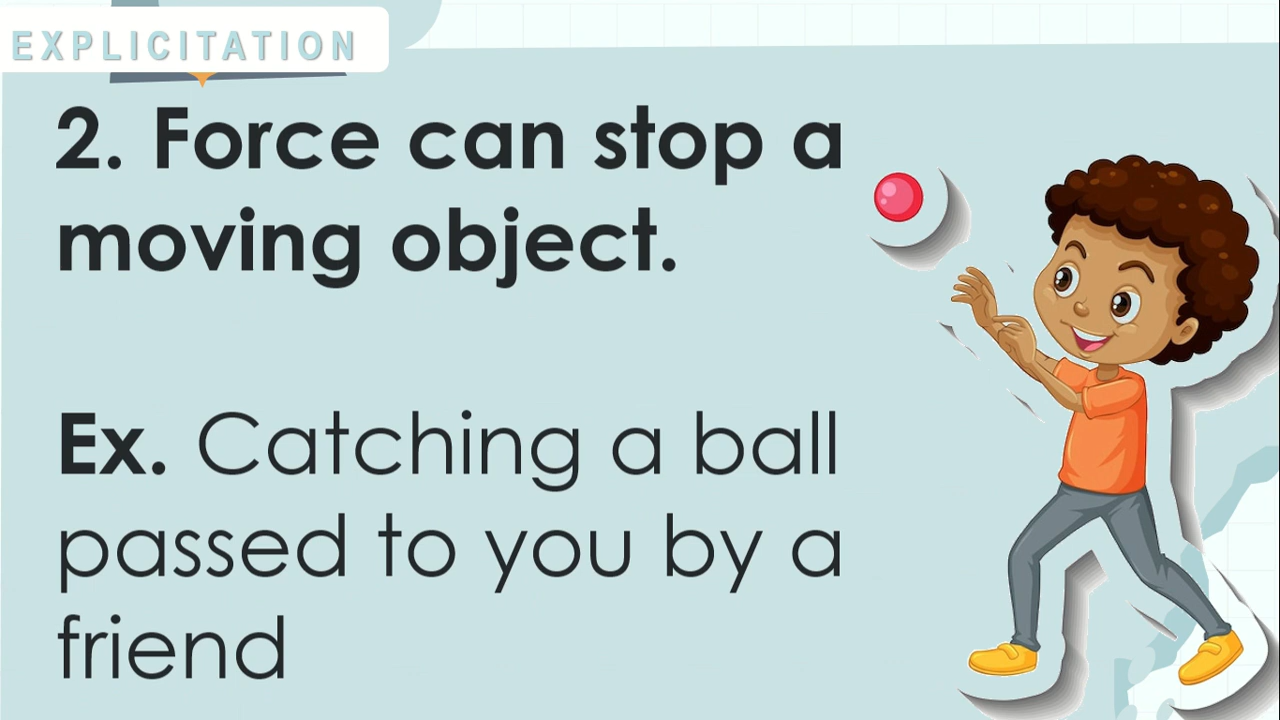 EXPLICITATION
2. Force can stop a
moving object.
Ex. Catching a ball
passed to you by a
friend